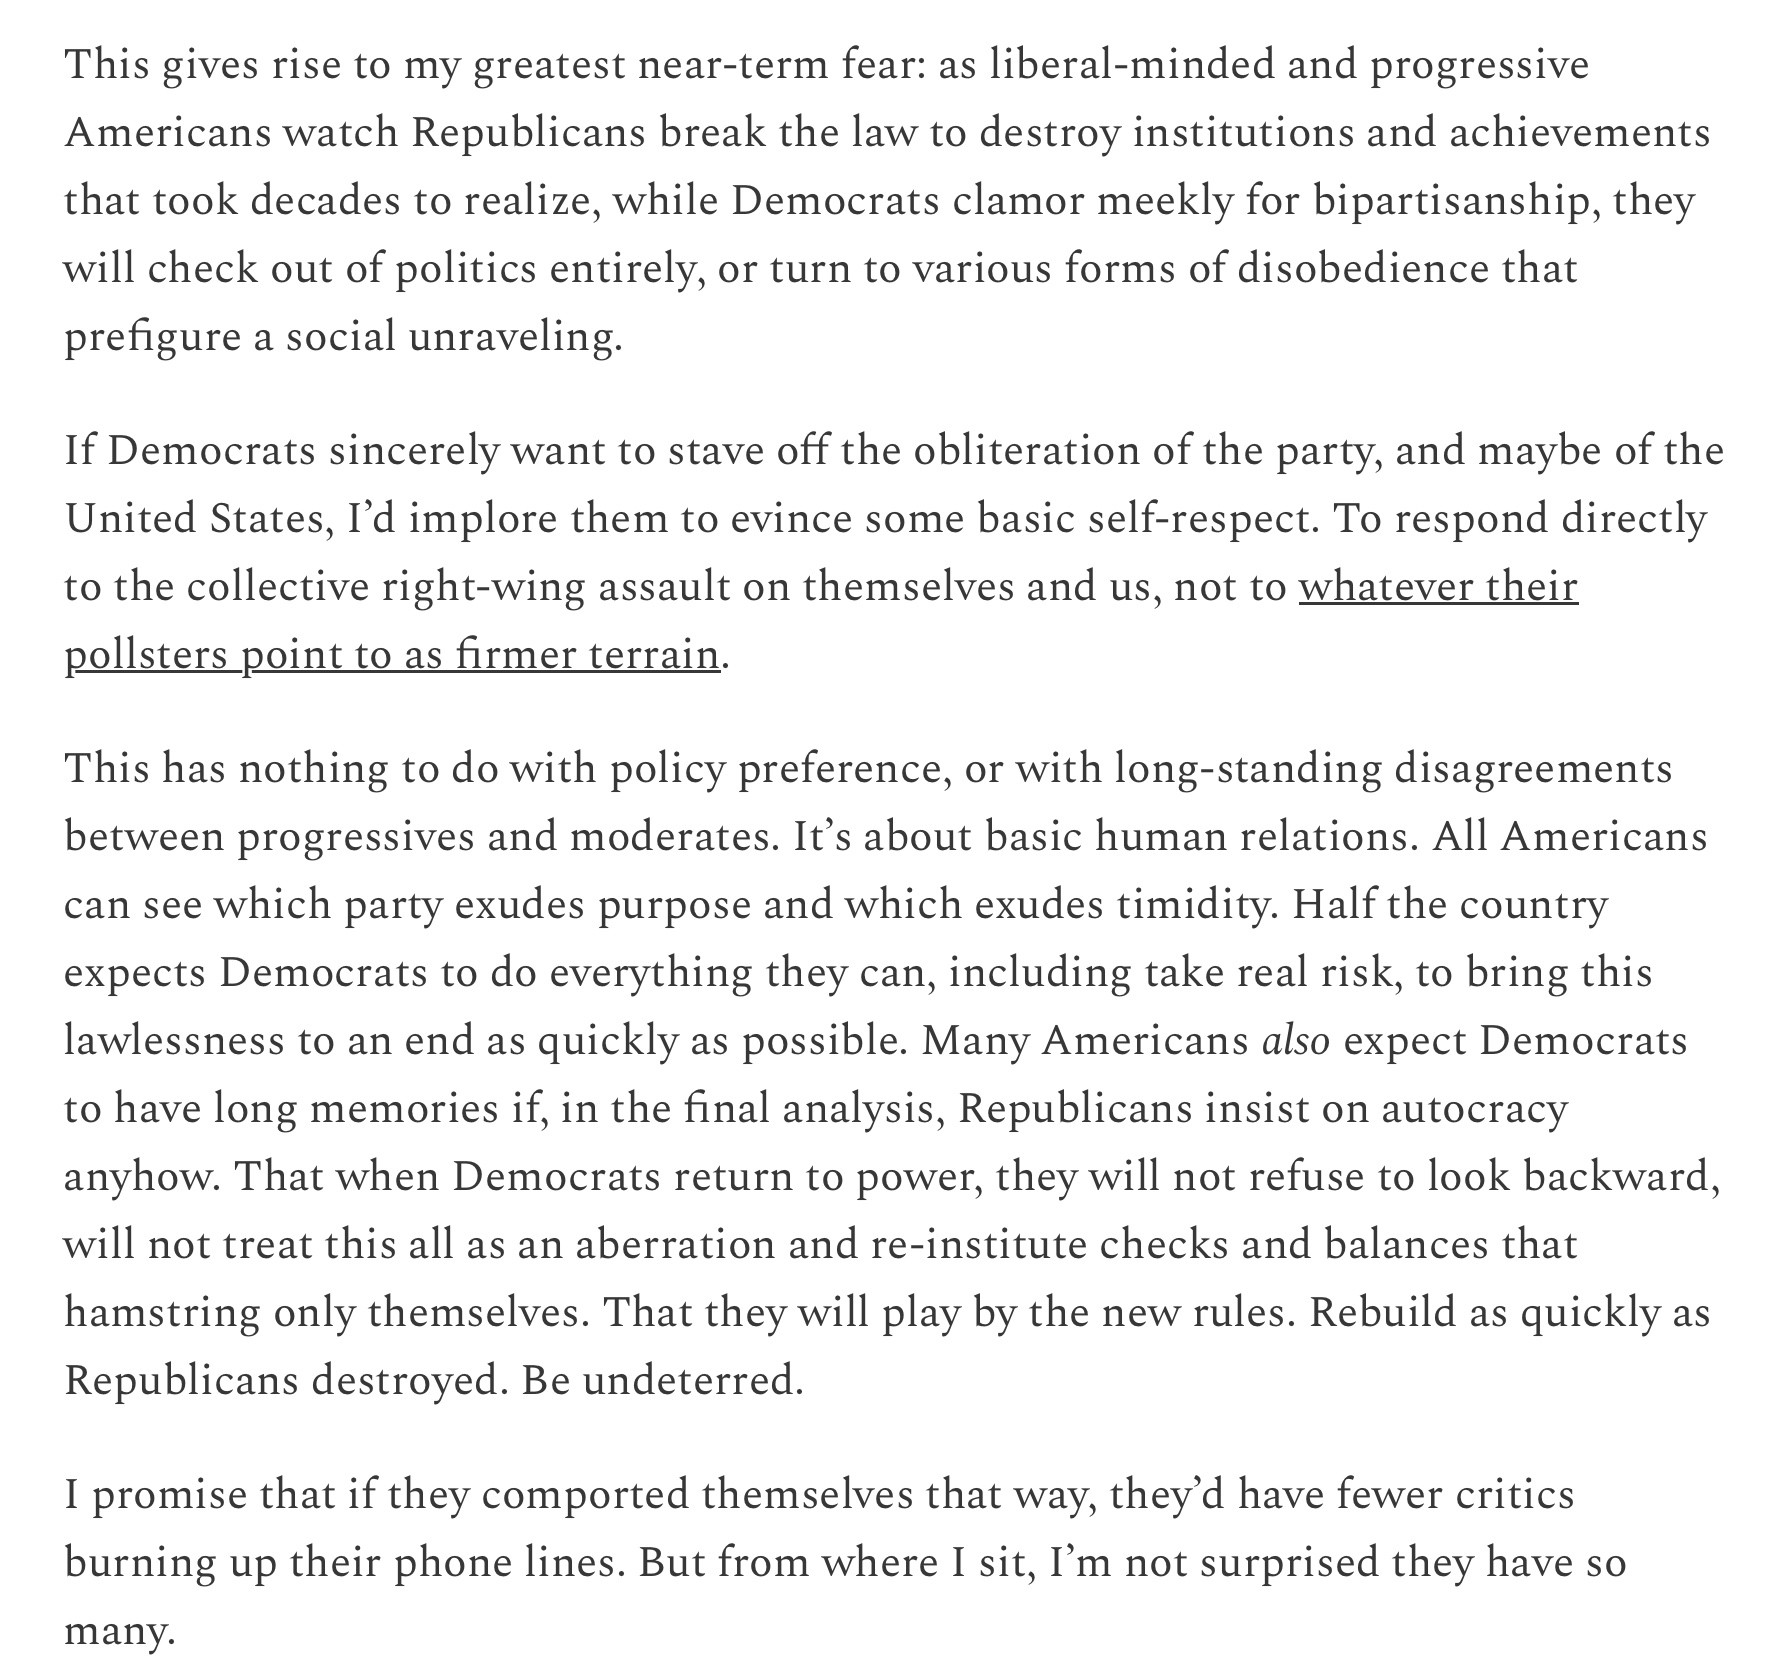 This gives rise to my greatest near-term fear: as liberal-minded and progressive
Americans watch Republicans break the law to destroy institutions and achievements
that took decades to realize, while Democrats clamor meekly for bipartisanship, they
will check out of politics entirely, or turn to various forms of disobedience that
prefigure a social unraveling.
If Democrats sincerely want to stave off the obliteration of the party, and maybe of the
United States, I’d implore them to evince some basic self-respect. To respond directly
to the collective right-wing assault on themselves and us, not to whatever their
pollsters point to as firmer terrain.
This has nothing to do with policy preference, or with long-standing disagreements
between progressives and moderates. It’s about basic human relations. All Americans
can see which party exudes purpose and which exudes timidity. Half the country
expects Democrats to do everything they can, including take real risk, to bring this
lawlessness to an end as quickly as possible. Many Americans also expect Democrats
to have long memories if, in the final analysis, Republicans insist on autocracy
anyhow. That when Democrats return to power, they will not refuse to look backward,
will not treat this all as an aberration and re-institute checks and balances that
hamstring only themselves. That they will play by the new rules. Rebuild as quickly as
Republicans destroyed. Be undeterred.
I promise that if they comported themselves that way, they’d have fewer critics
burning up their phone lines. But from where I sit, I’m not surprised they have so
many.